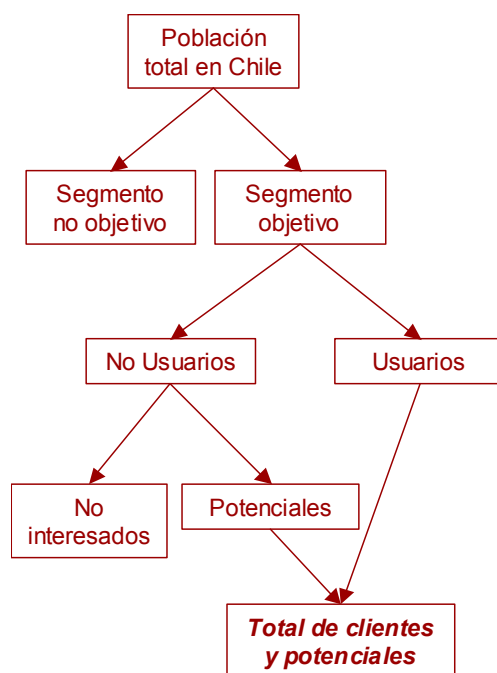 Población
total en Chile
Segmento
no objetivo
Segmento
objetivo
No Usuarios
Usuarios
No
interesados
Potenciales
Total de clientes
y potenciales